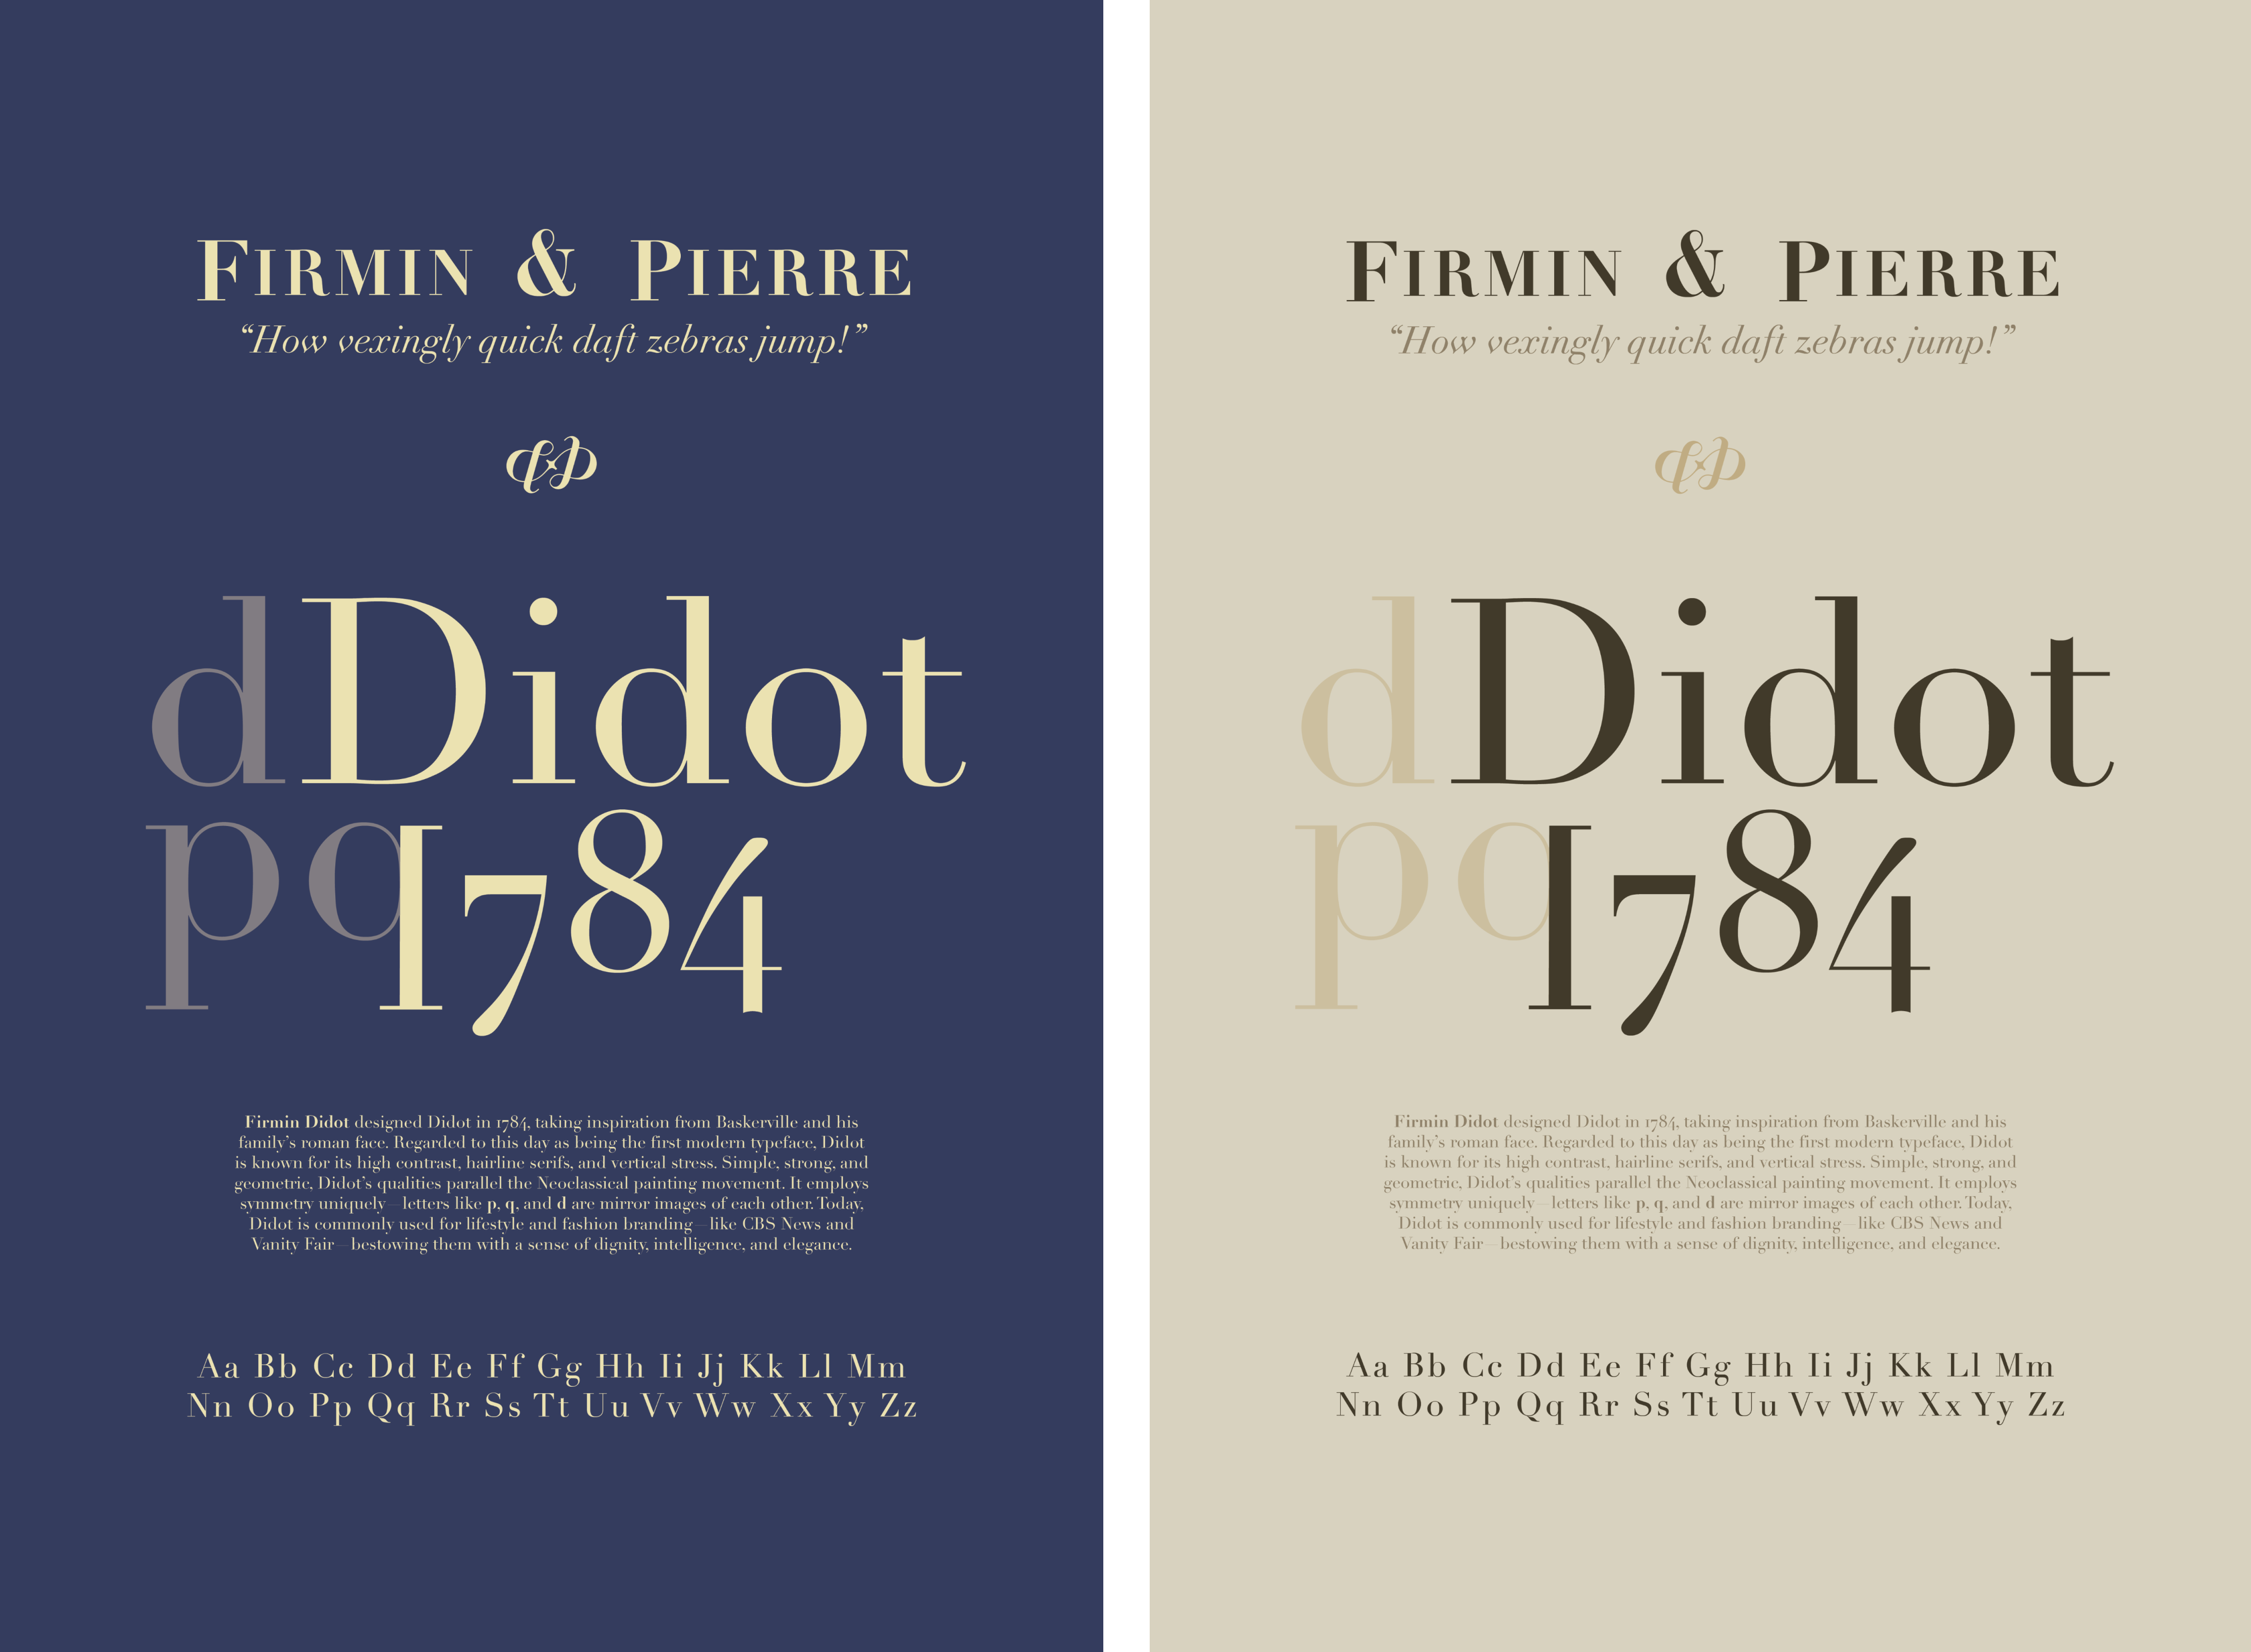 FIRMIN & PIERRE
“How vexingly quick daft zebras jump!”
dDidot
pq1784
Firmin Didot designed Didot in 1784, taking inspiration from Baskerville and his
family’s roman face. Regarded to this day as being the first modern typeface, Didot
is known for its high contrast, hairline serifs, and vertical stress. Simple, strong, and
geometric, Didot’s qualities parallel the Neoclassical painting movement. It employs
symmetry uniquely—letters like p, q, and d are mirror images of each other. Today,
Didot is commonly used for lifestyle and fashion branding—like CBS News and
Vanity Fair—bestowing them with a sense of dignity, intelligence, and elegance.
Aa Bb Cc Dd Ee Ff Gg Hh Ii Jj Kk Ll Mm
Nn Oo Pp Qq Rr Ss Tt Uu Vv Ww Xx Yy Zz
FIRMIN & PIERRE
“How vexingly quick daft zebras jump!”
dDidot
pq1784
Firmin Didot designed Didot in 1784, taking inspiration from Baskerville and his
family’s roman face. Regarded to this day as being the first modern typeface, Didot
is known for its high contrast, hairline serifs, and vertical stress. Simple, strong, and
geometric, Didot’s qualities parallel the Neoclassical painting movement. It employs
symmetry uniquely—letters like p, q, and d are mirror images of each other. Today,
Didot is commonly used for lifestyle and fashion branding—like CBS News and
Vanity Fair—bestowing them with a sense of dignity, intelligence, and elegance.
Aa Bb Cc Dd Ee Ff Gg Hh Ii Jj Kk Ll Mm
Nn Oo Pp Qq Rr Ss Tt Uu Vv Ww Xx Yy Zz